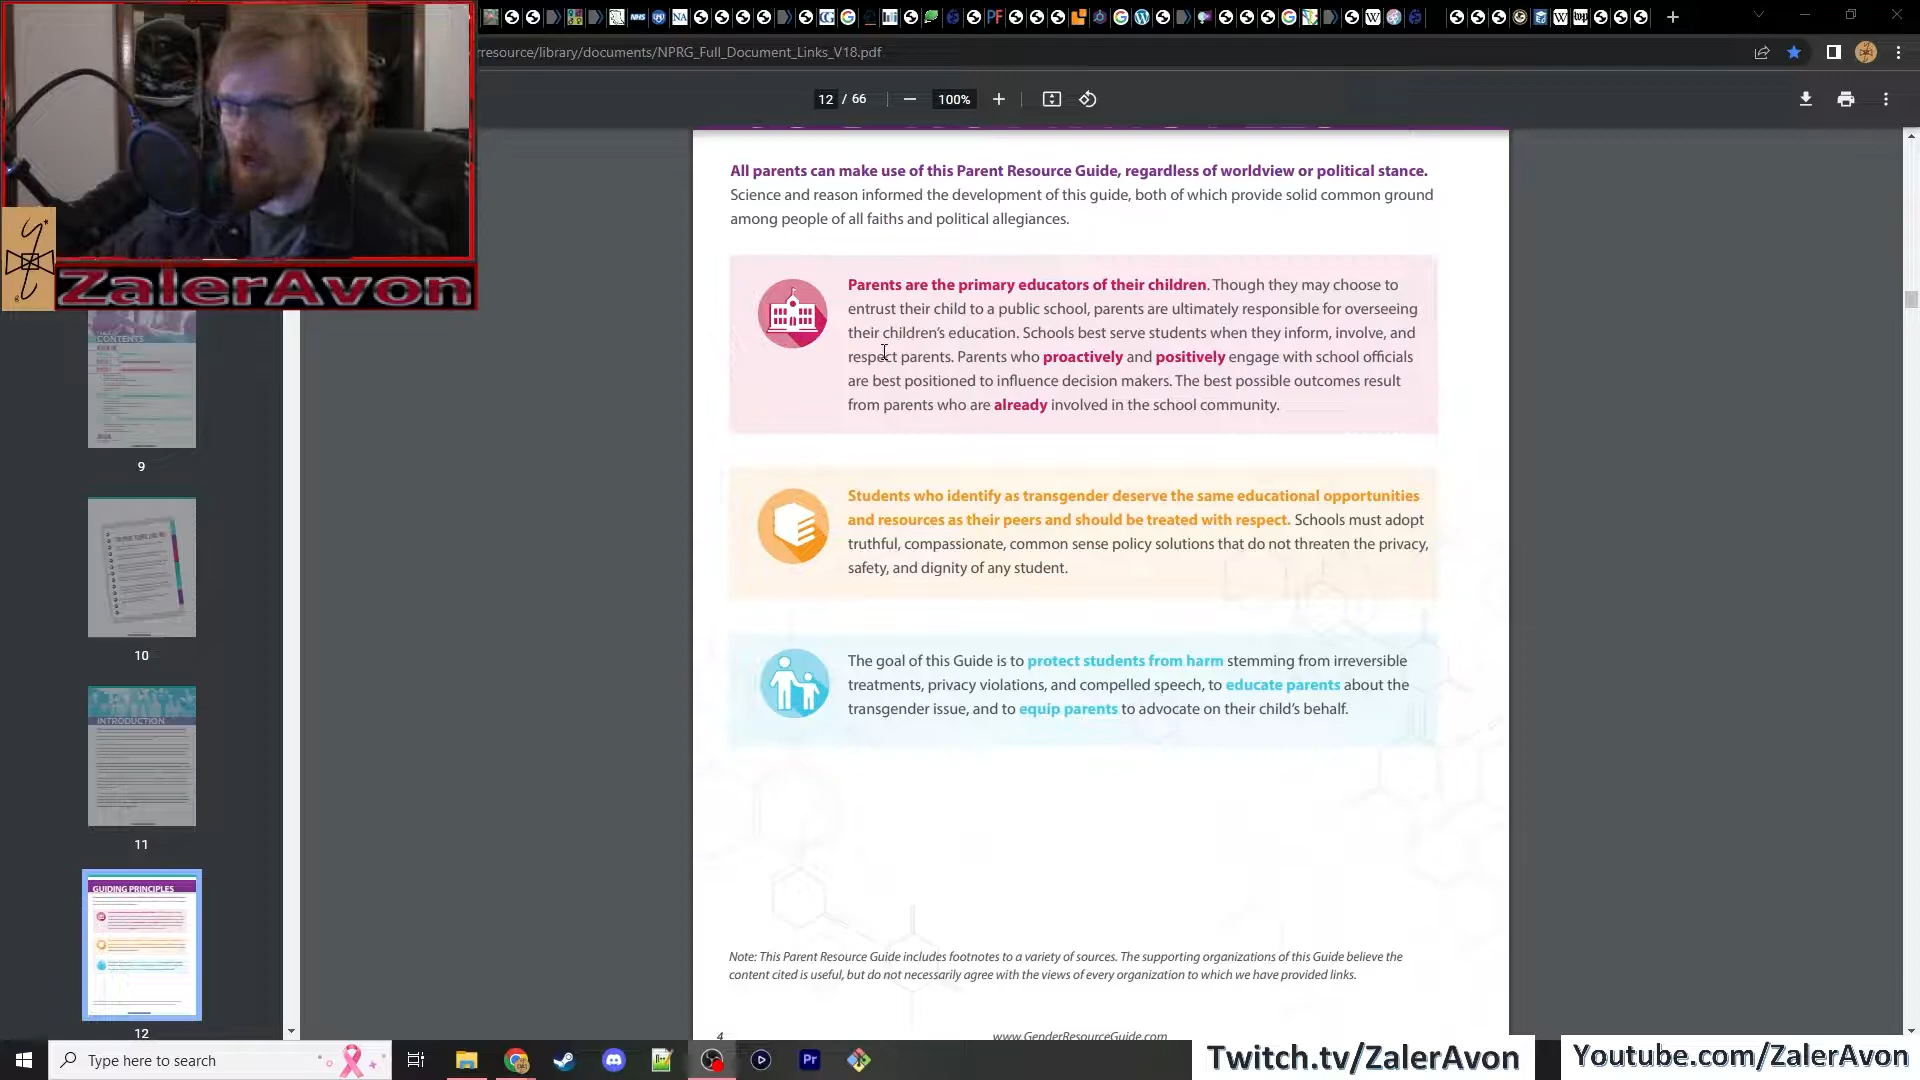 rresource/library/documents/NPRG_Full_Document_Links_V18.pdf
12 / 66
100%
ZalerAvon
All parents can make use of this Parent Resource Guide, regardless of worldview or political stance.
Science and reason informed the development of this guide, both of which provide solid common ground
among people of all faiths and political allegiances.
Parents are the primary educators of their children. Though they may choose to
entrust their child to a public school, parents are ultimately responsible for overseeing
their children's education. Schools best serve students when they inform, involve, and
respect parents. Parents who proactively and positively engage with school officials
are best positioned to influence decision makers. The best possible outcomes result
from parents who are already involved in the school community.
Students who identify as transgender deserve the same educational opportunities
and resources as their peers and should be treated with respect. Schools must adopt
truthful, compassionate, common sense policy solutions that do not threaten the privacy,
safety, and dignity of any student.
The goal of this Guide is to protect students from harm stemming from irreversible
treatments, privacy violations, and compelled speech, to educate parents about the
transgender issue, and to equip parents to advocate on their child's behalf.
Note: This Parent Resource Guide includes footnotes to a variety of sources. The supporting organizations of this Guide believe the
content cited is useful, but do not necessarily agree with the views of every organization to which we have provided links.
4
www.GenderResourceGuide.com
CONTENTS
9
10
INTRODUCTION
11
GUIDING PRINCIPLES
12
Type here to search
Pr
Twitch.tv/ZalerAvon
Youtube.com/ZalerAvon